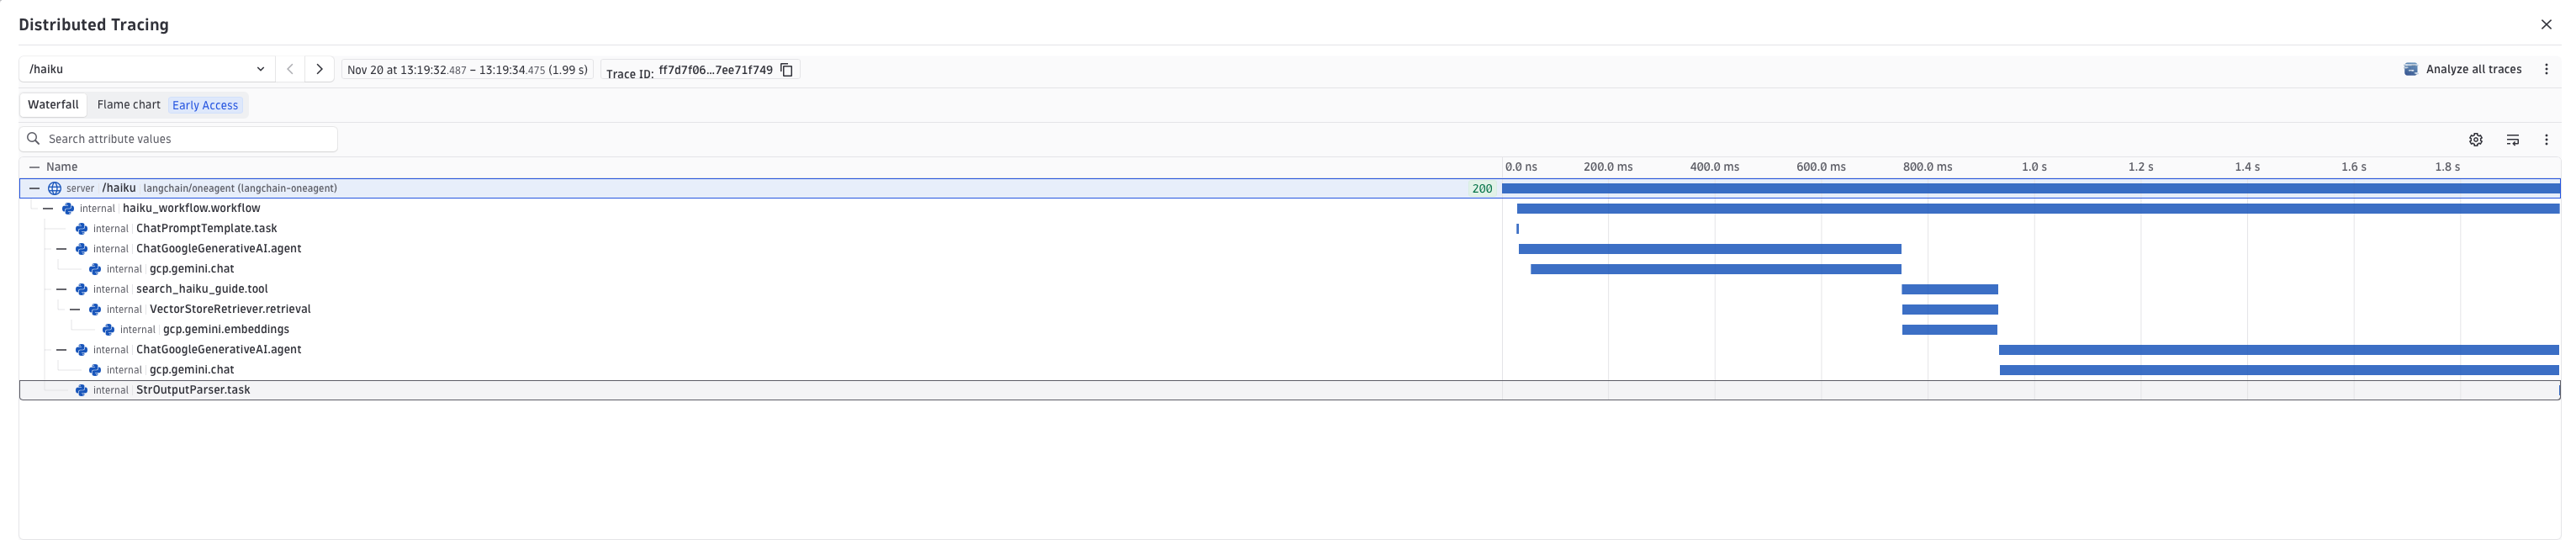 Distributed Tracing
/haiku Nov 20 at 13:19:32.487 – 13:19:34.475 (1.99 s) Trace ID: ff7d7f06...7ee71f749 Analyze all traces
Waterfall Flame chart Early Access
Search attribute values
Name 0.0 ns 200.0 ms 400.0 ms 600.0 ms 800.0 ms 1.0 s 1.2 s 1.4 s 1.6 s 1.8 s
server /haiku langchain/oneagent (langchain-oneagent) 200
internal haiku_workflow.workflow
internal ChatPromptTemplate.task
internal ChatGoogleGenerativeAI.agent
internal gcp.gemini.chat
internal search_haiku_guide.tool
internal VectorStoreRetriever.retrieval
internal gcp.gemini.embeddings
internal ChatGoogleGenerativeAI.agent
internal gcp.gemini.chat
internal StrOutputParser.task